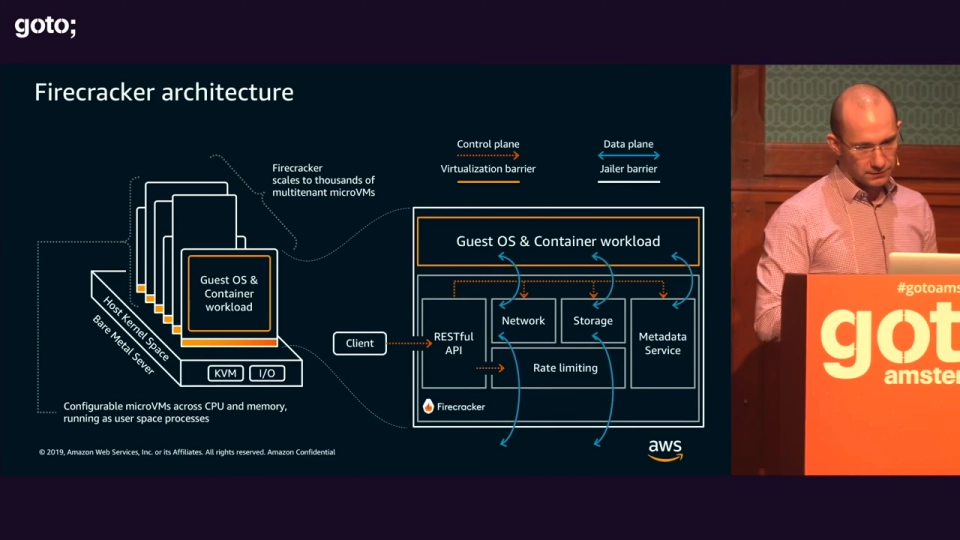 goto;
Firecracker architecture
Control plane
Data plane
Virtualization barrier
Jailer barrier
Firecracker
scales to thousands of
multitenant microVMs
Guest OS &
Container
workload
Host Kernel Space
Bare Metal Sever
KVM
I/O
Configurable microVMs across CPU and memory,
running as user space processes
Guest OS & Container workload
Client
RESTful
API
Network
Storage
Metadata
Service
Rate limiting
Firecracker
© 2019, Amazon Web Services, Inc. or its Affiliates. All rights reserved. Amazon Confidential
aws
#gotoams
goto
amster